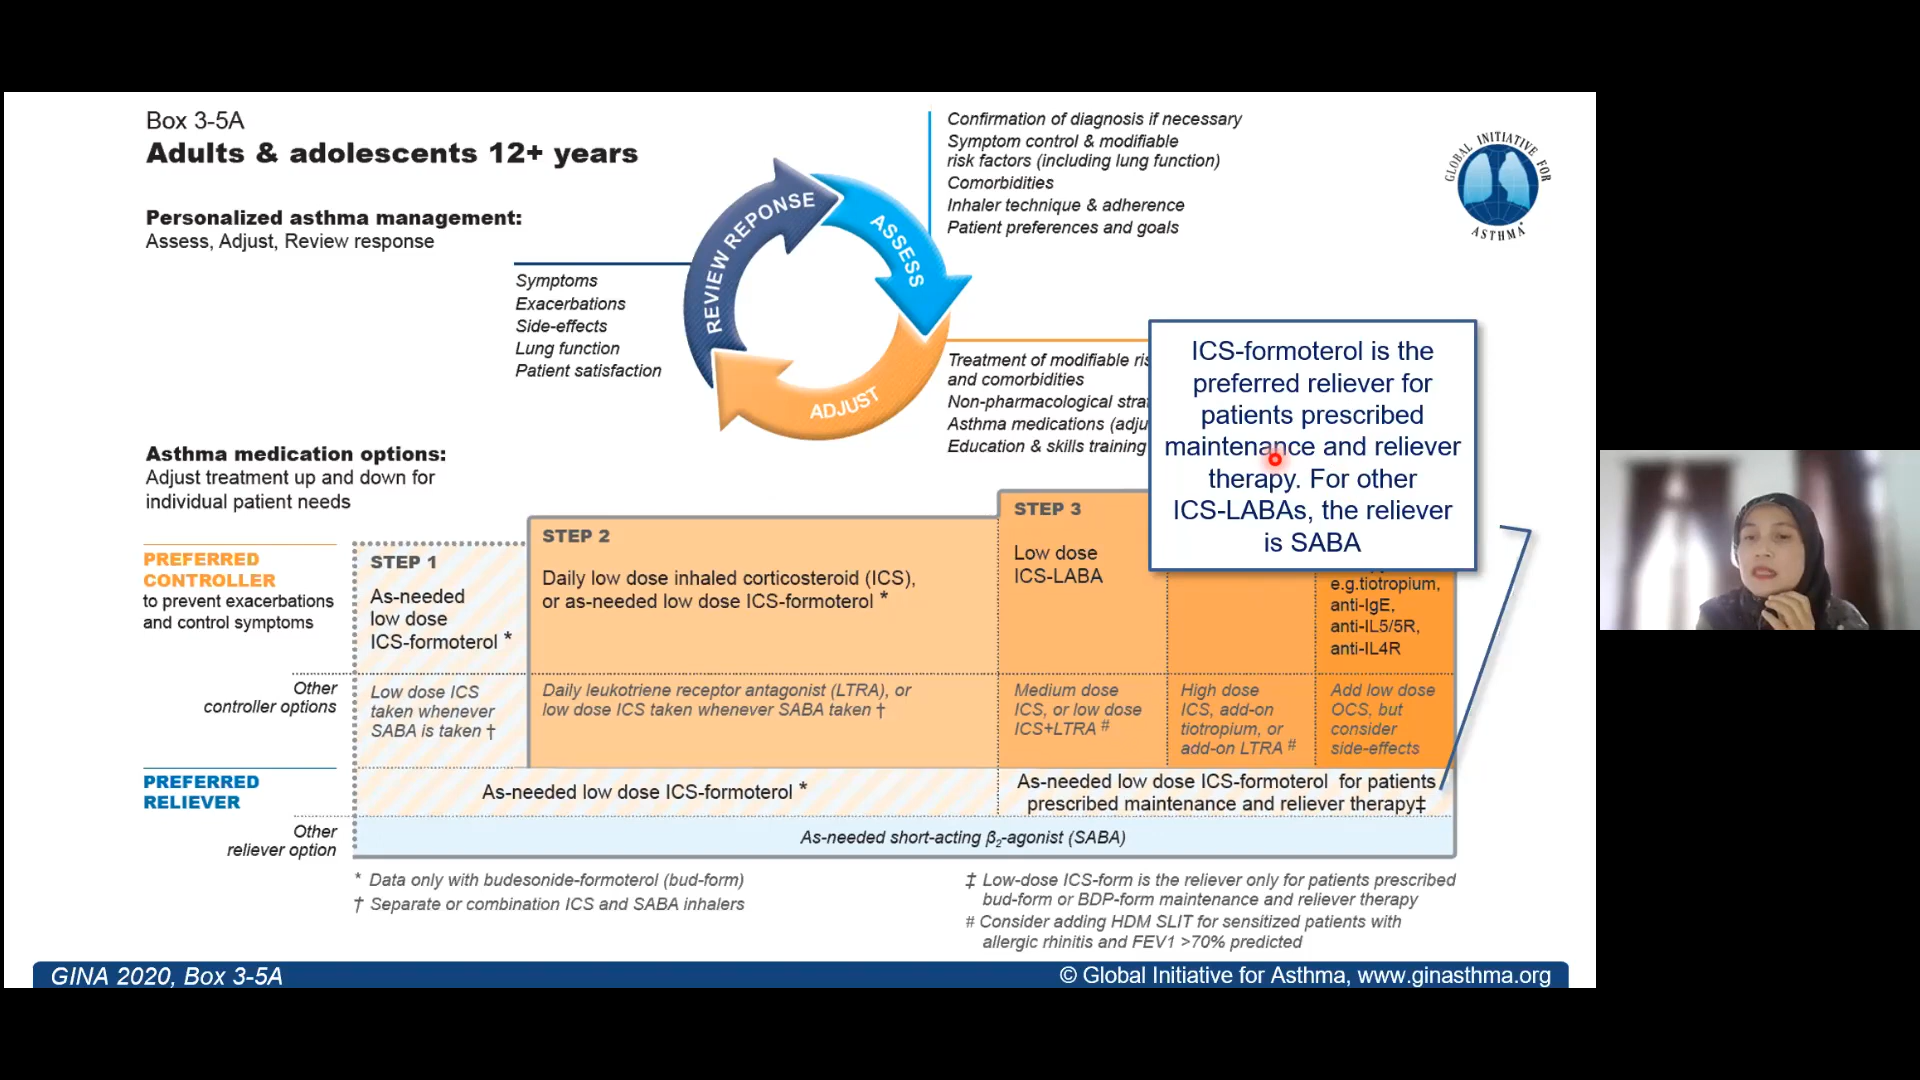 Box 3-5A
Adults & adolescents 12+ years
Personalized asthma management:
Assess, Adjust, Review response
Symptoms
Exacerbations
Side-effects
Lung function
Patient satisfaction
REVIEW REPONSE
ASSESS
ADJUST
Confirmation of diagnosis if necessary
Symptom control & modifiable
risk factors (including lung function)
Comorbidities
Inhaler technique & adherence
Patient preferences and goals
GLOBAL INITIATIVE FOR
ASTHMA
Treatment of modifiable
and comorbidities
Non-pharmacological
Asthma medications
Education & skills training
ICS-formoterol is the
preferred reliever for
patients prescribed
maintenance and reliever
therapy. For other
ICS-LABAs, the reliever
is SABA
Asthma medication options:
Adjust treatment up and down for
individual patient needs
PREFERRED
CONTROLLER
to prevent exacerbations
and control symptoms
STEP 1
As-needed
low dose
ICS-formoterol *
STEP 2
Daily low dose inhaled corticosteroid (ICS),
or as-needed low dose ICS-formoterol *
STEP 3
Low dose
ICS-LABA
e.g.tiotropium,
anti-IgE,
anti-IL5/5R,
anti-IL4R
Other
controller options
Low dose ICS
taken whenever
SABA is taken †
Daily leukotriene receptor antagonist (LTRA), or
low dose ICS taken whenever SABA taken †
Medium dose
ICS, or low dose
ICS+LTRA #
High dose
ICS, add-on
tiotropium, or
add-on LTRA #
Add low dose
OCS, but
consider
side-effects
PREFERRED
RELIEVER
As-needed low dose ICS-formoterol *
As-needed low dose ICS-formoterol for patients
prescribed maintenance and reliever therapy‡
Other
reliever option
As-needed short-acting β2-agonist (SABA)
* Data only with budesonide-formoterol (bud-form)
† Separate or combination ICS and SABA inhalers
‡ Low-dose ICS-form is the reliever only for patients prescribed
bud-form or BDP-form maintenance and reliever therapy
# Consider adding HDM SLIT for sensitized patients with
allergic rhinitis and FEV1 >70% predicted
GINA 2020, Box 3-5A
© Global Initiative for Asthma, www.ginasthma.org